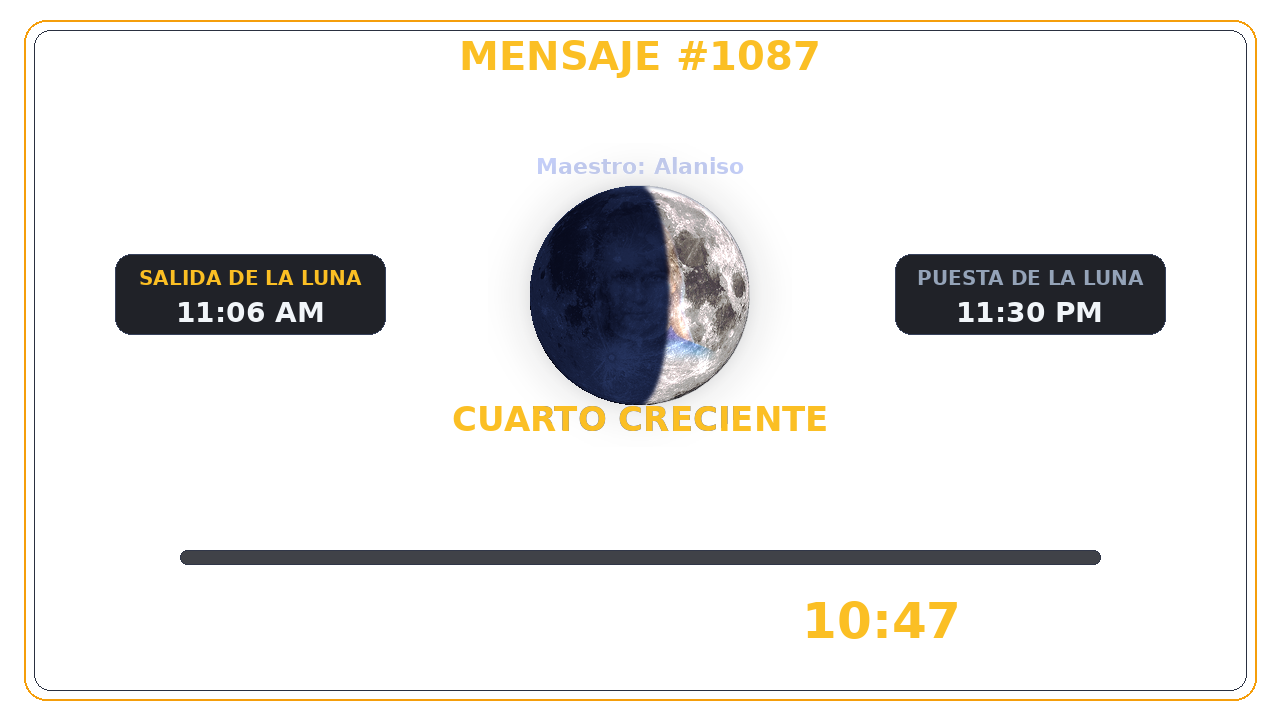 MENSAJE #1087
Maestro: Alaniso
SALIDA DE LA LUNA
11:06 AM
PUESTA DE LA LUNA
11:30 PM
CUARTO CRECIENTE
10:47